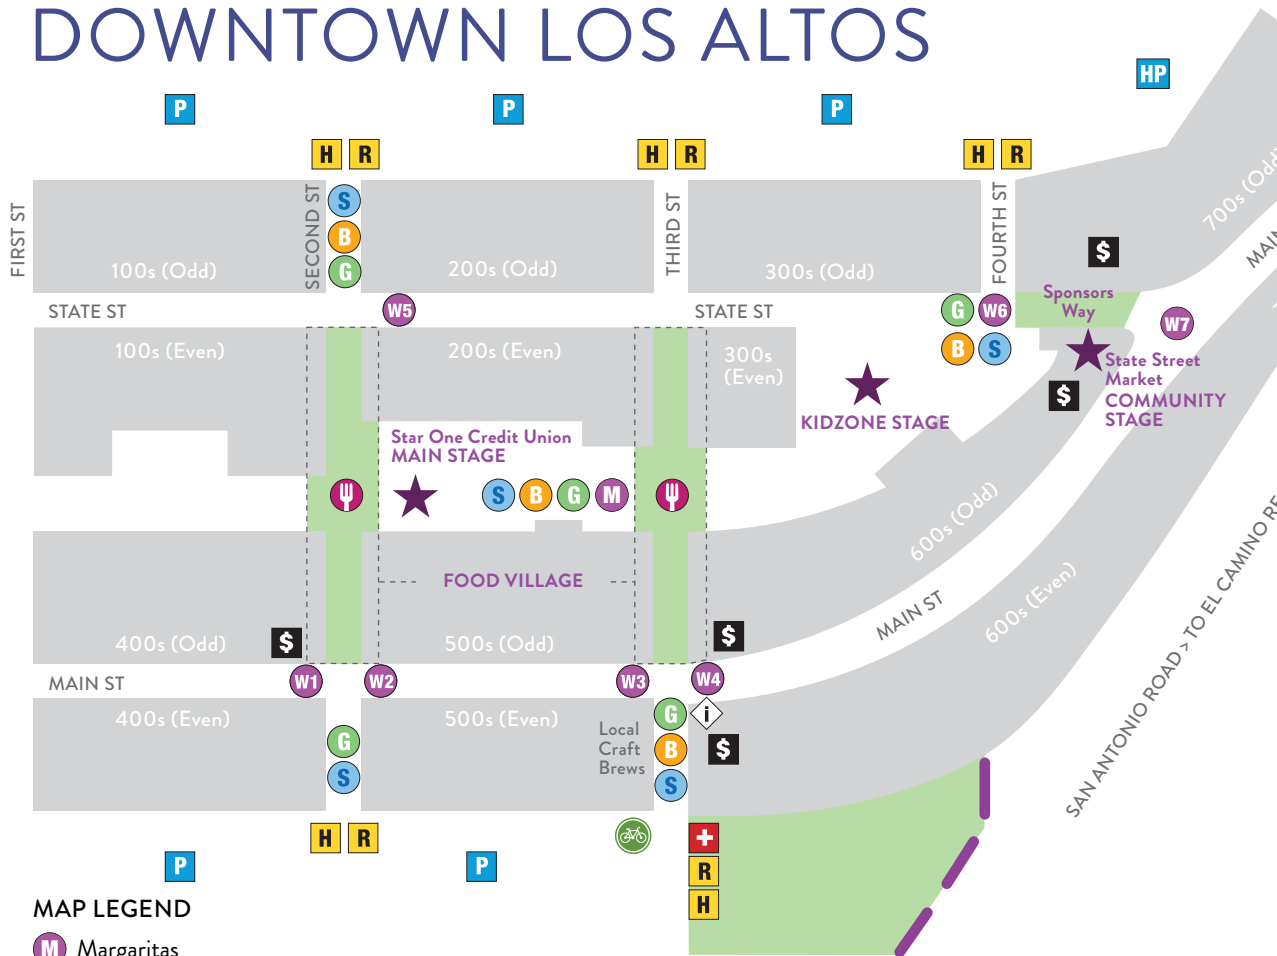 DOWNTOWN LOS ALTOS
HP
P
P
P
H R
H R
H R
FIRST ST
SECOND ST
THIRD ST
FOURTH ST
S
B
G
100s (Odd)
200s (Odd)
300s (Odd)
700s (Odd)
MAIN
$
STATE ST
W5
STATE ST
G W6
B S
Sponsors
Way
W7
100s (Even)
200s (Even)
300s
(Even)
State Street
Market
COMMUNITY
STAGE
$
KIDZONE STAGE
Star One Credit Union
MAIN STAGE
S B G M
600s (Odd)
FOOD VILLAGE
MAIN ST
600s (Even)
SAN ANTONIO ROAD > TO EL CAMINO RE
400s (Odd)
$
500s (Odd)
$
MAIN ST
W1
W2
W3
W4
400s (Even)
500s (Even)
G
S
Local
Craft
Brews
G
B
S
i
$
H R
R
H
P
P
MAP LEGEND
M Margaritas